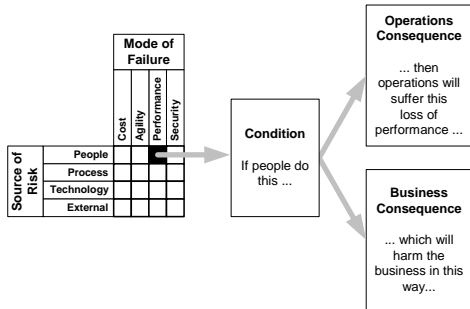 Mode of
Failure
Cost
Agility
Performance
Security
Source of
Risk
People
Process
Technology
External
Condition
If people do
this ...
Operations
Consequence
... then
operations will
suffer this
loss of
performance ...
Business
Consequence
... which will
harm the
business in this
way...